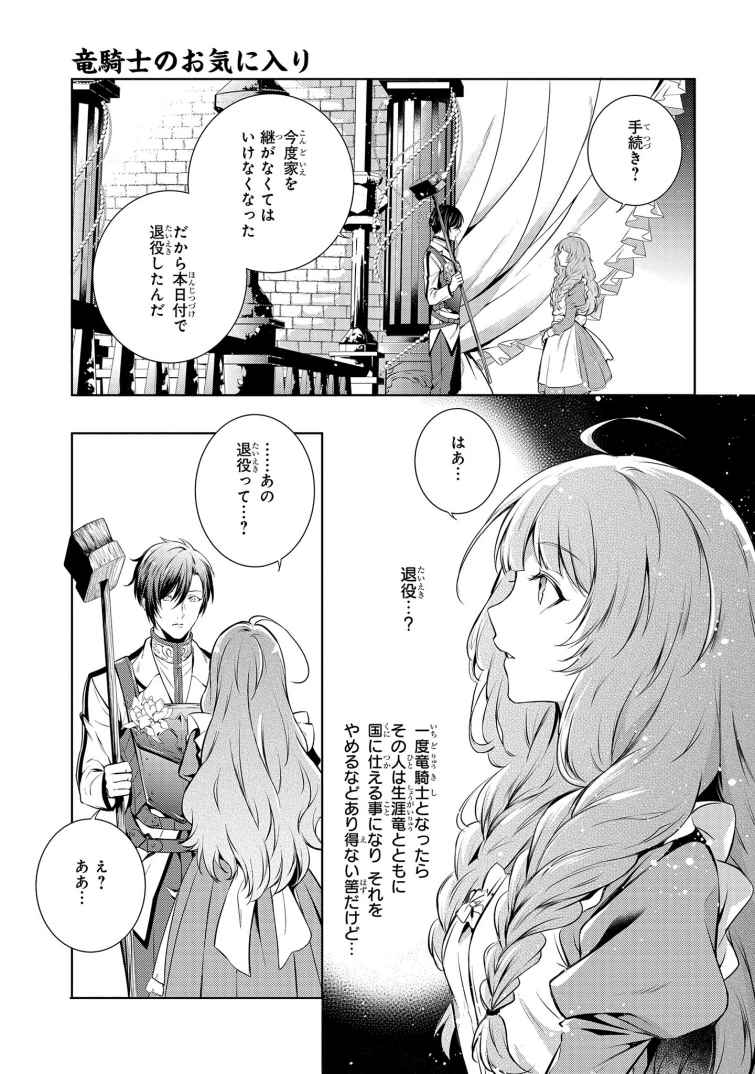 竜騎士のお気に入り
手続き?
今度家を
継がなくては
いけなくなった
だから本日付で
退役したんだ
はあ…
退役…?
一度竜騎士となったら
その人は生涯竜とともに
国に仕える事になり それを
やめるなどあり得ない筈だけど…
……あの
退役って…?
え?
ああ…